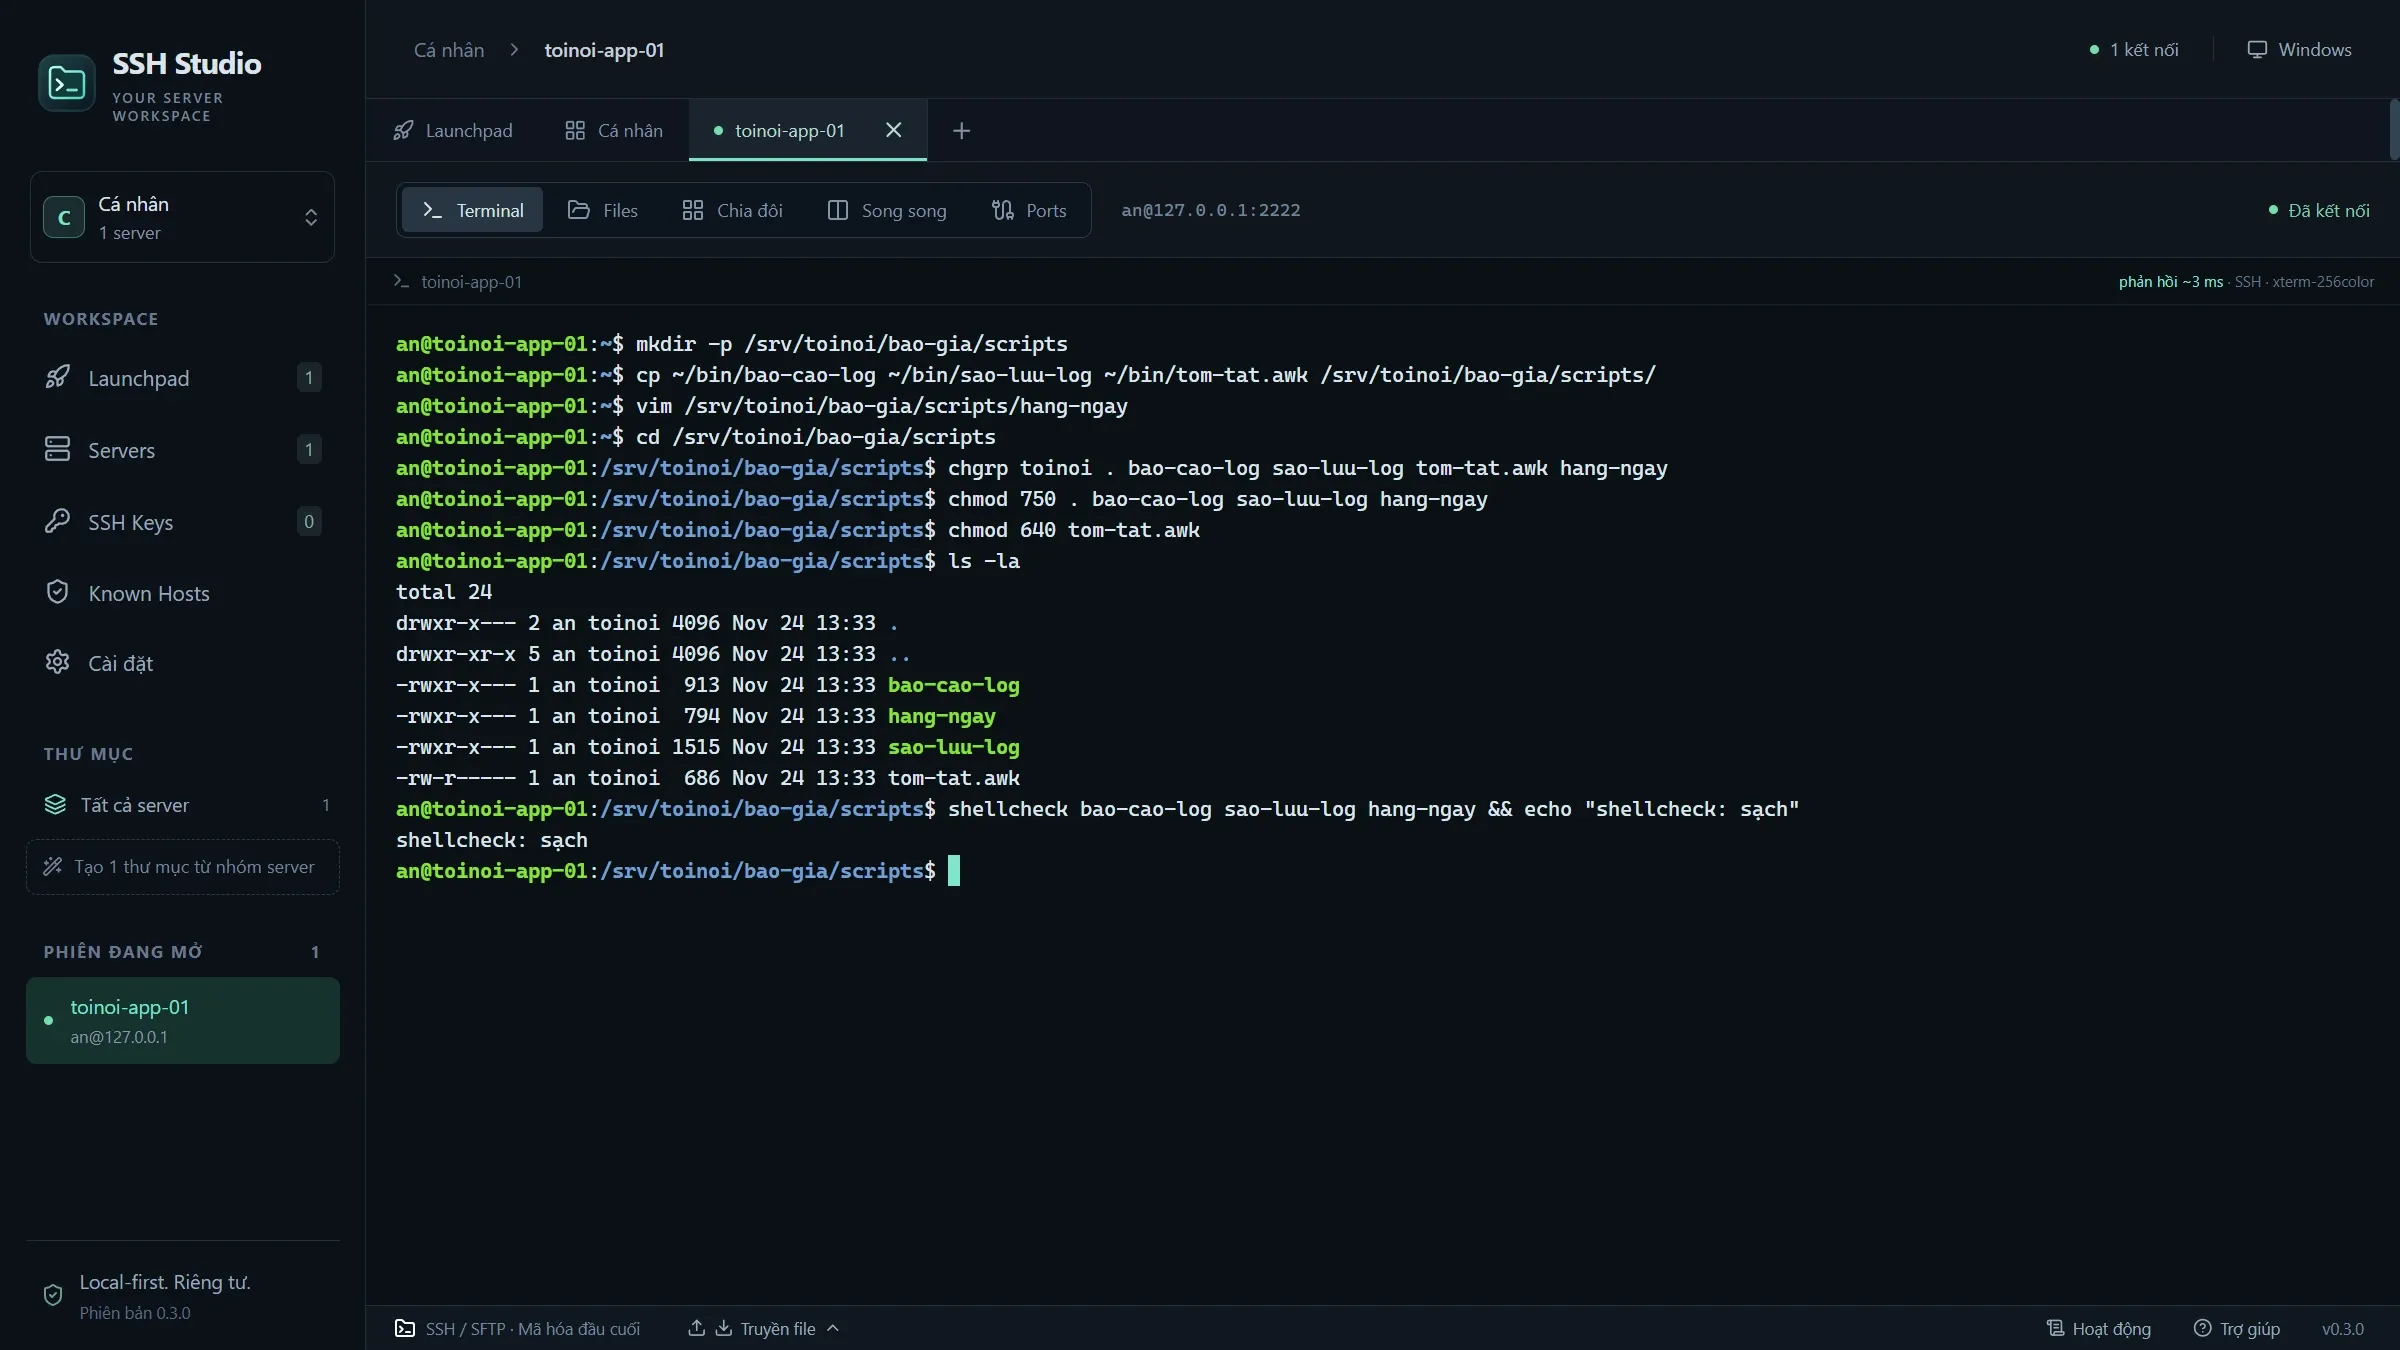 SSH Studio
YOUR SERVER
WORKSPACE
C
Cá nhân
1 server
WORKSPACE
Launchpad 1
Servers 1
SSH Keys 0
Known Hosts
Cài đặt
THƯ MỤC
Tất cả server 1
Tạo 1 thư mục từ nhóm server
PHIÊN ĐANG MỞ 1
toinoi-app-01
an@127.0.0.1
Local-first. Riêng tư.
Phiên bản 0.3.0
Cá nhân > toinoi-app-01
1 kết nối
Windows
Launchpad
Cá nhân
toinoi-app-01
Terminal
Files
Chia đôi
Song song
Ports
an@127.0.0.1:2222
Đã kết nối
toinoi-app-01
phản hồi ~3 ms · SSH · xterm-256color
an@toinoi-app-01:~$ mkdir -p /srv/toinoi/bao-gia/scripts
an@toinoi-app-01:~$ cp ~/bin/bao-cao-log ~/bin/sao-luu-log ~/bin/tom-tat.awk /srv/toinoi/bao-gia/scripts/
an@toinoi-app-01:~$ vim /srv/toinoi/bao-gia/scripts/hang-ngay
an@toinoi-app-01:~$ cd /srv/toinoi/bao-gia/scripts
an@toinoi-app-01:/srv/toinoi/bao-gia/scripts$ chgrp toinoi . bao-cao-log sao-luu-log tom-tat.awk hang-ngay
an@toinoi-app-01:/srv/toinoi/bao-gia/scripts$ chmod 750 . bao-cao-log sao-luu-log hang-ngay
an@toinoi-app-01:/srv/toinoi/bao-gia/scripts$ chmod 640 tom-tat.awk
an@toinoi-app-01:/srv/toinoi/bao-gia/scripts$ ls -la
total 24
drwxr-x--- 2 an toinoi 4096 Nov 24 13:33 .
drwxr-xr-x 5 an toinoi 4096 Nov 24 13:33 ..
-rwxr-x--- 1 an toinoi  913 Nov 24 13:33 bao-cao-log
-rwxr-x--- 1 an toinoi  794 Nov 24 13:33 hang-ngay
-rwxr-x--- 1 an toinoi 1515 Nov 24 13:33 sao-luu-log
-rw-r----- 1 an toinoi  686 Nov 24 13:33 tom-tat.awk
an@toinoi-app-01:/srv/toinoi/bao-gia/scripts$ shellcheck bao-cao-log sao-luu-log hang-ngay && echo "shellcheck: sạch"
shellcheck: sạch
an@toinoi-app-01:/srv/toinoi/bao-gia/scripts$
SSH / SFTP · Mã hóa đầu cuối
Truyền file
Hoạt động
Trợ giúp
v0.3.0